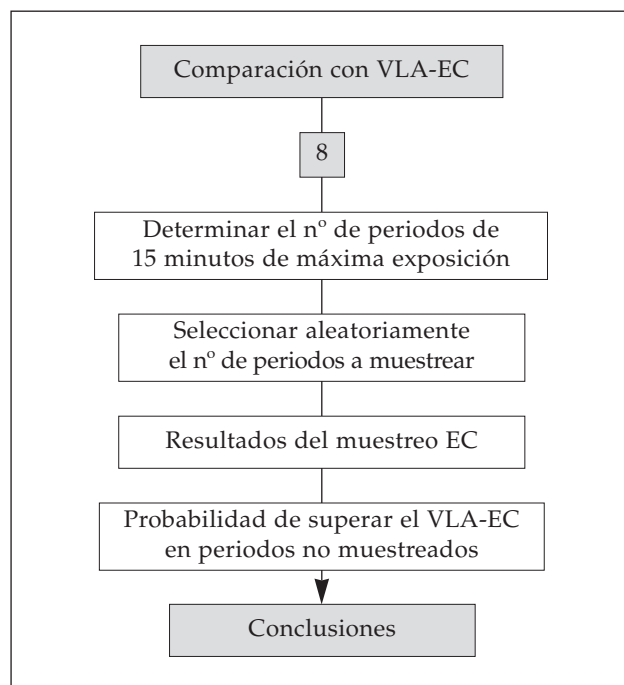 Comparación con VLA-EC
8
Determinar el nº de periodos de
15 minutos de máxima exposición
Seleccionar aleatoriamente
el nº de periodos a muestrear
Resultados del muestreo EC
Probabilidad de superar el VLA-EC
en periodos no muestreados
Conclusiones